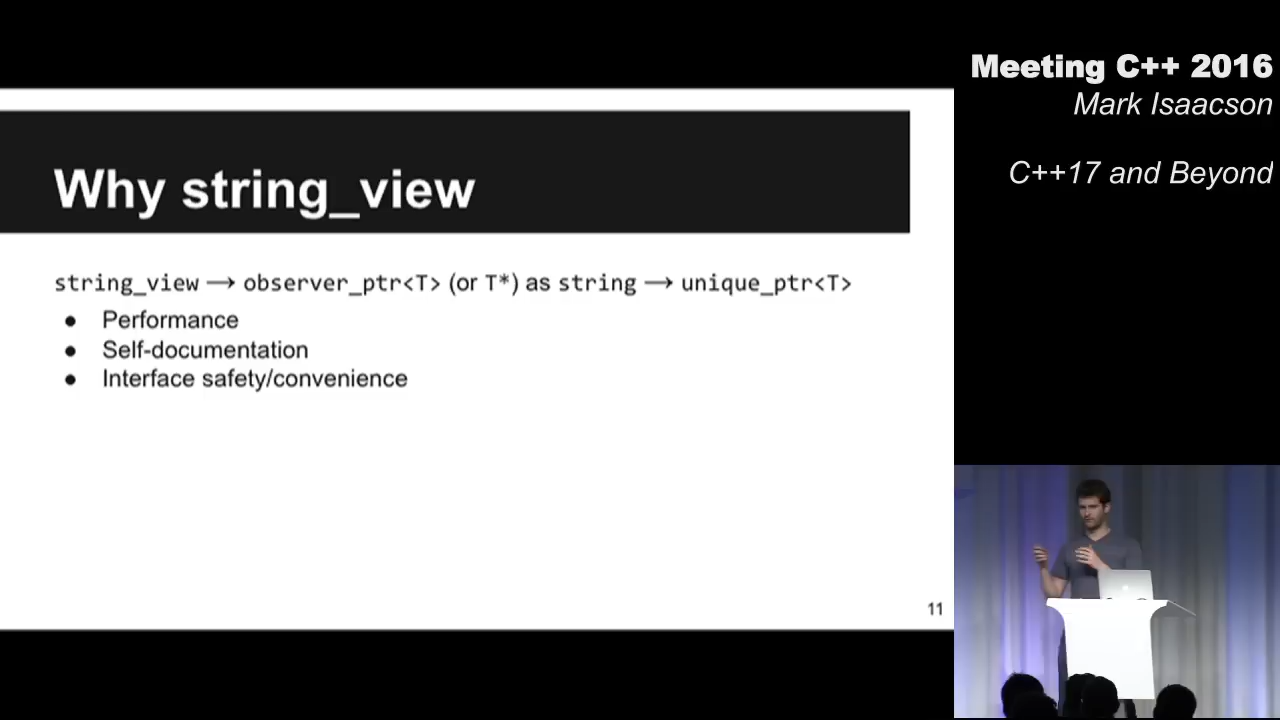 Meeting C++ 2016
Mark Isaacson
C++17 and Beyond
Why string_view
string_view → observer_ptr<T> (or T*) as string → unique_ptr<T>
● Performance
● Self-documentation
● Interface safety/convenience
11